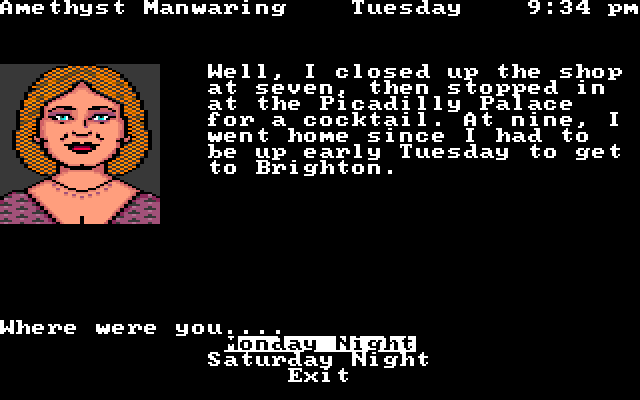 Amethyst Manwaring Tuesday 9:34 pm
Well, I closed up the shop
at seven, then stopped in
at the Picadilly Palace
for a cocktail. At nine, I
went home since I had to
be up early Tuesday to get
to Brighton.
Where were you....
Monday Night
Saturday Night
Exit